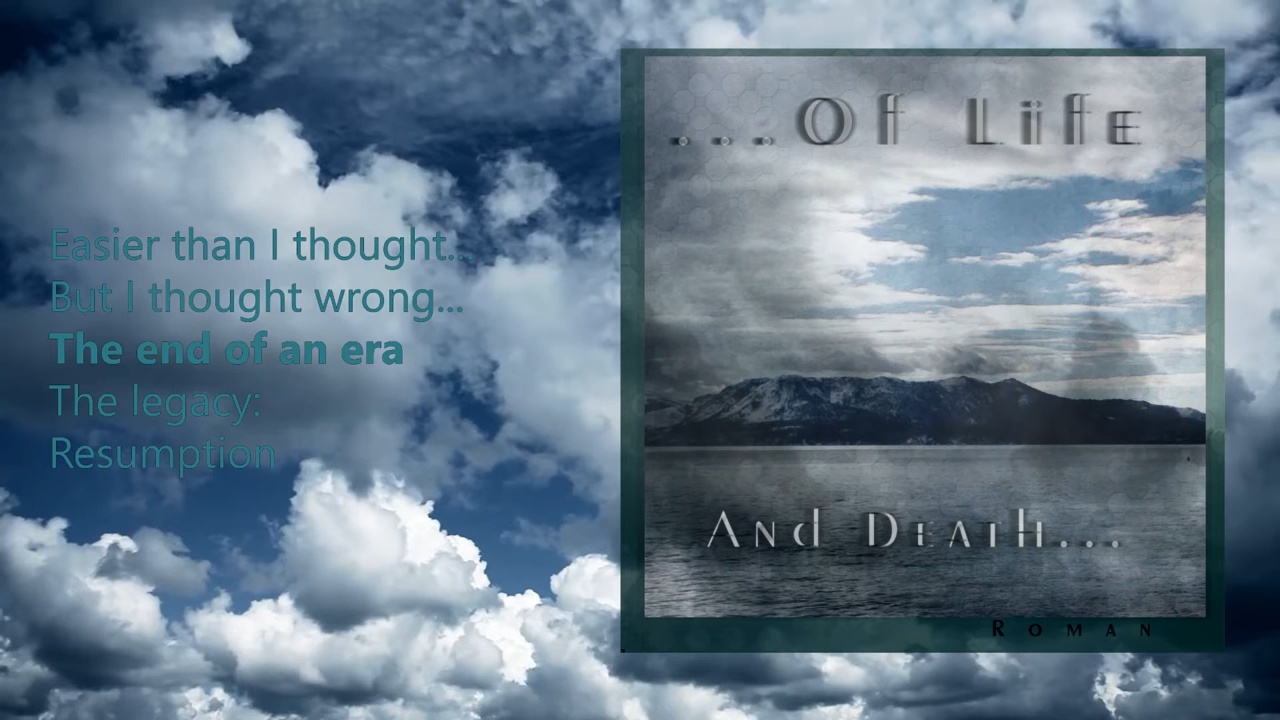 Easier than I thought...
But I thought wrong...
The end of an era
The legacy:
Resumption
...Of Life
And Death...
Roman